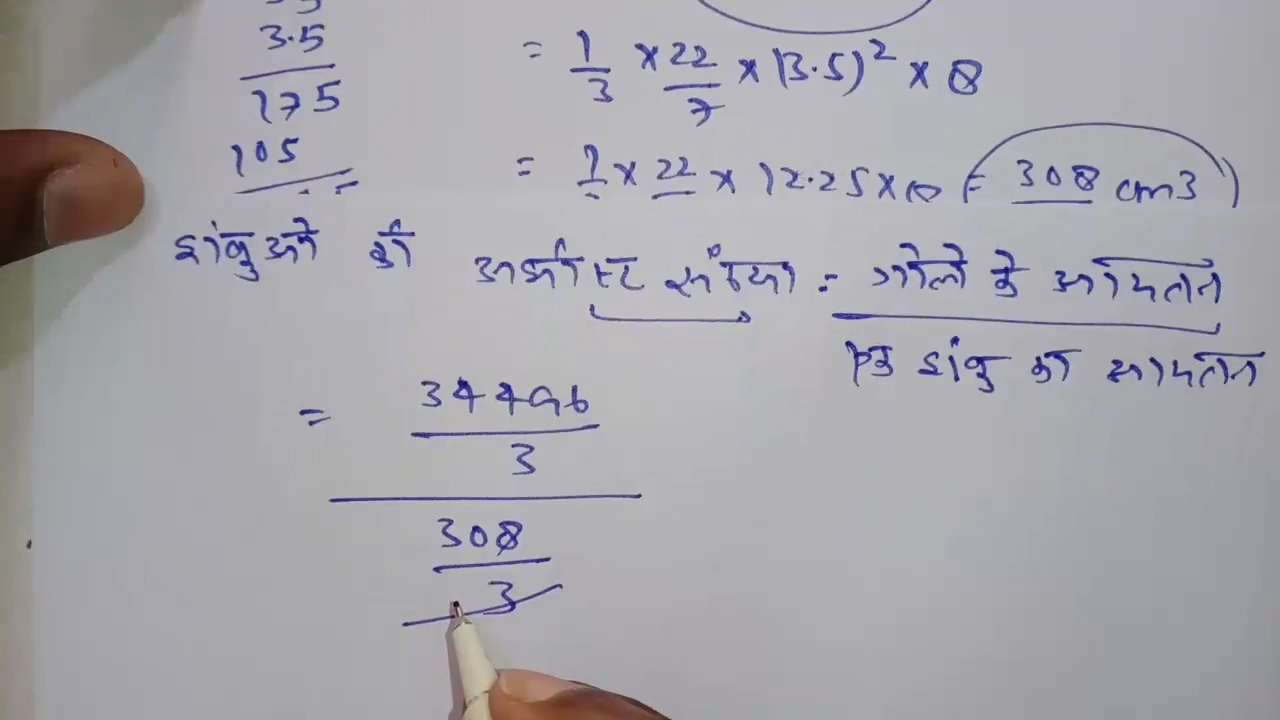 3.5
175
105
= 1/3 × 22/7 × (3.5)² × 8
= 1 × 22 × 12.25 × 8 (= 308 cm3)
शंकुओ की अभीष्ट संख्या = गोले के आयतन
एक शंकु का आयतन
= 34496
3
308
3